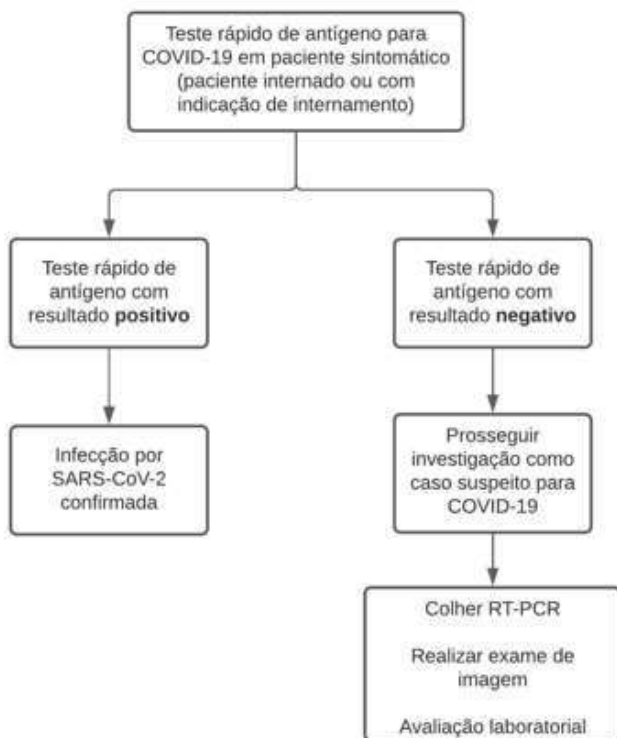 Teste rápido de antígeno para
COVID-19 em paciente sintomático
(paciente internado ou com
indicação de internamento)
Teste rápido de
antígeno com
resultado positivo
Teste rápido de
antígeno com
resultado negativo
Infecção por
SARS-CoV-2
confirmada
Prosseguir
investigação como
caso suspeito para
COVID-19
Colher RT-PCR
Realizar exame de
imagem
Avaliação laboratorial